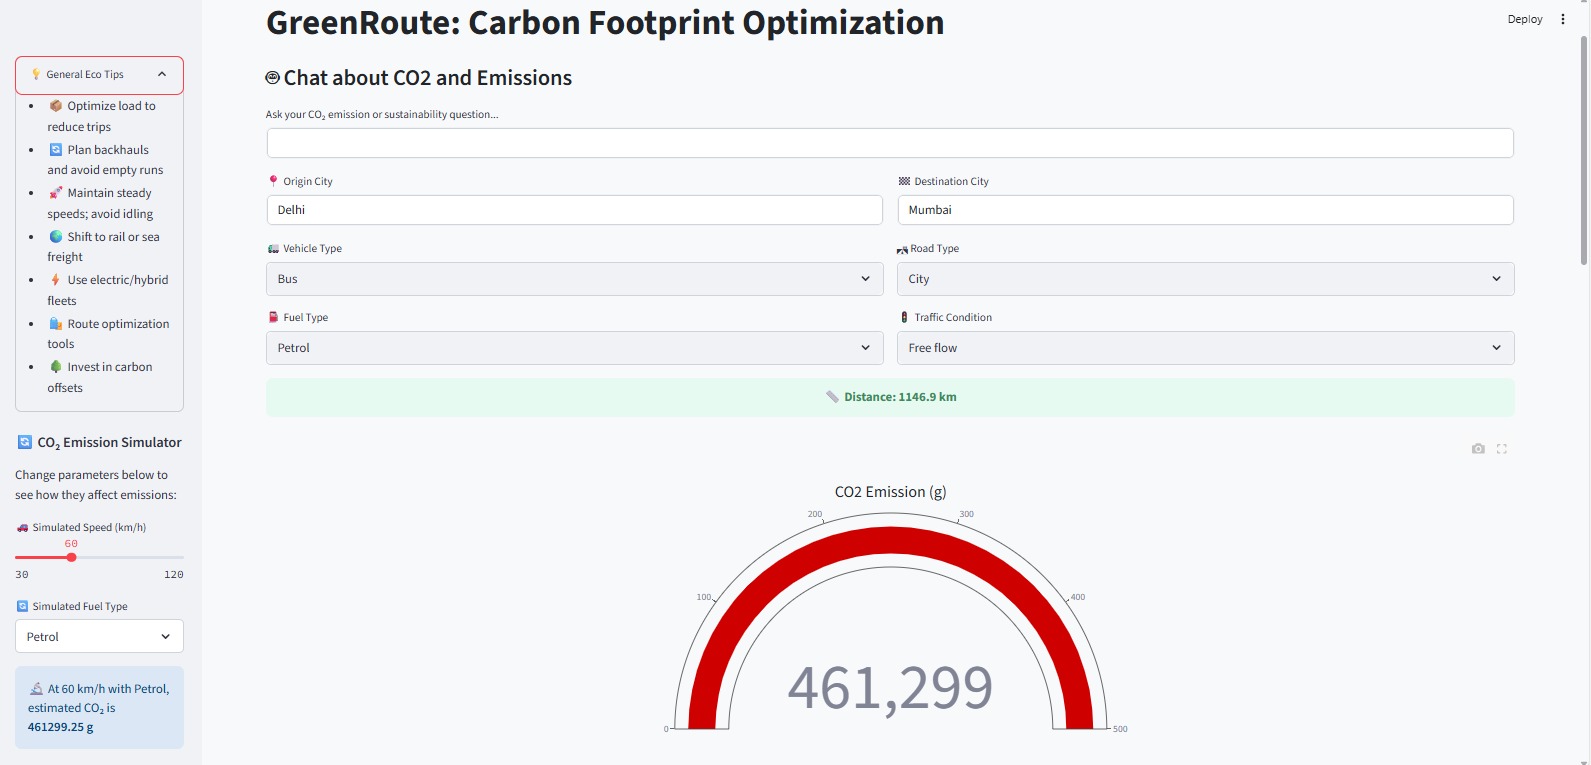 GreenRoute: Carbon Footprint Optimization
Deploy
General Eco Tips
Optimize load to
reduce trips
Plan backhauls
and avoid empty runs
Maintain steady
speeds; avoid idling
Shift to rail or sea
freight
Use electric/hybrid
fleets
Route optimization
tools
Invest in carbon
offsets
CO₂ Emission Simulator
Change parameters below to
see how they affect emissions:
Simulated Speed (km/h)
60
30 120
Simulated Fuel Type
Petrol
At 60 km/h with Petrol,
estimated CO₂ is
461299.25 g
Chat about CO2 and Emissions
Ask your CO₂ emission or sustainability question...
Origin City
Delhi
Destination City
Mumbai
Vehicle Type
Bus
Road Type
City
Fuel Type
Petrol
Traffic Condition
Free flow
Distance: 1146.9 km
CO2 Emission (g)
0
100
200
300
400
500
461,299